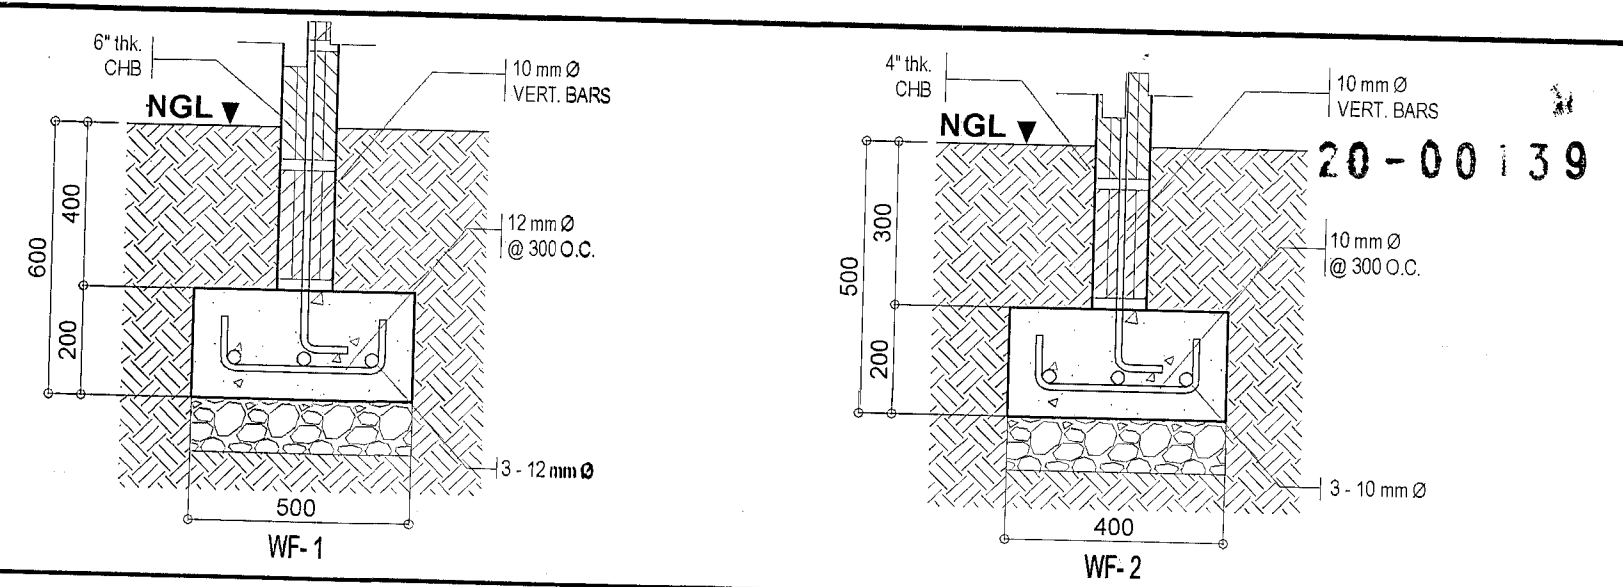 6" thk.
CHB
10 mm Ø
VERT. BARS
NGL
400
600
200
12 mm Ø
@ 300 O.C.
3 - 12 mm Ø
500
WF- 1
4" thk.
CHB
10 mm Ø
VERT. BARS
NGL
20-00139
300
500
200
10 mm Ø
@ 300 O.C.
3 - 10 mm Ø
400
WF- 2